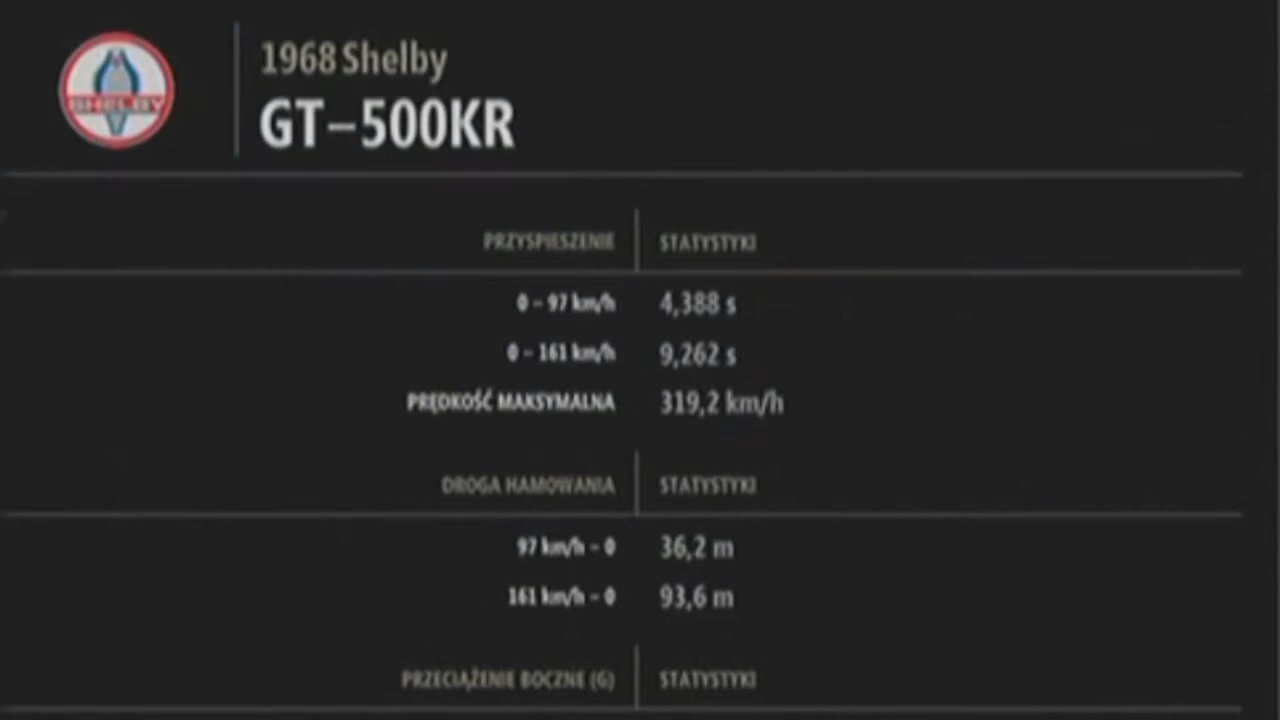 SHELBY
1968 Shelby
GT-500KR
PRZYSPIESZENIE STATYSTYKI
0 - 97 km/h 4,388 s
0 - 161 km/h 9,262 s
PRĘDKOŚĆ MAKSYMALNA 319,2 km/h
DROGA HAMOWANIA STATYSTYKI
97 km/h - 0 36,2 m
161 km/h - 0 93,6 m
PRZECIĄŻENIE BOCZNE (G) STATYSTYKI